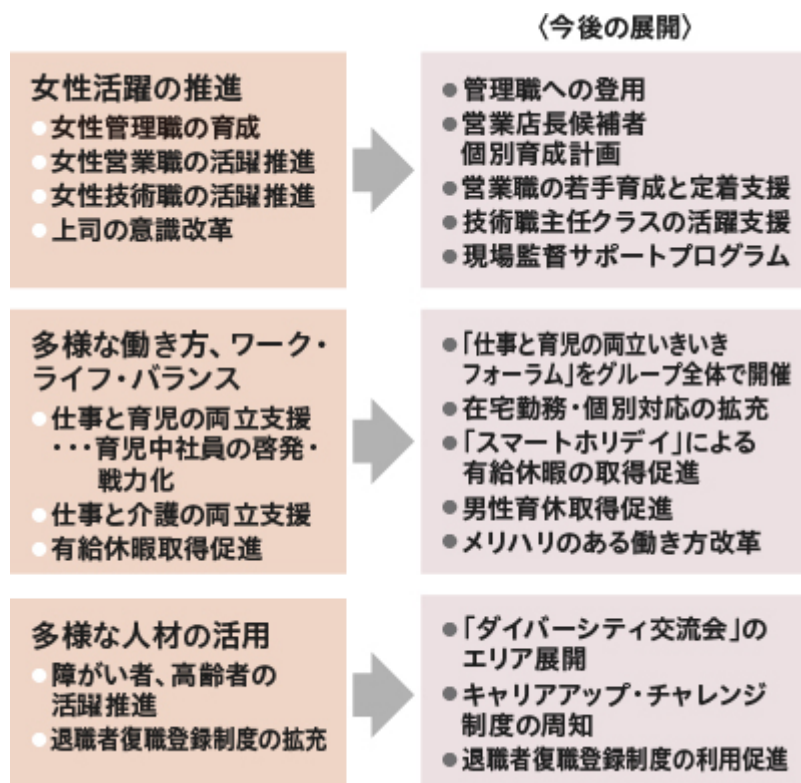 〈今後の展開〉
女性活躍の推進
女性管理職の育成
女性営業職の活躍推進
女性技術職の活躍推進
上司の意識改革
●管理職への登用
●営業店長候補者
個別育成計画
●営業職の若手育成と定着支援
●技術職主任クラスの活躍支援
●現場監督サポートプログラム
多様な働き方、ワーク・
ライフ・バランス
仕事と育児の両立支援
・・・育児中社員の啓発・
戦力化
仕事と介護の両立支援
有給休暇取得促進
●「仕事と育児の両立いきいき
フォーラム」をグループ全体で開催
●在宅勤務・個別対応の拡充
●「スマートホリデイ」による
有給休暇の取得促進
●男性育休取得促進
●メリハリのある働き方改革
多様な人材の活用
障がい者、高齢者の
活躍推進
退職者復職登録制度の拡充
●「ダイバーシティ交流会」の
エリア展開
●キャリアアップ・チャレンジ
制度の周知
●退職者復職登録制度の利用促進